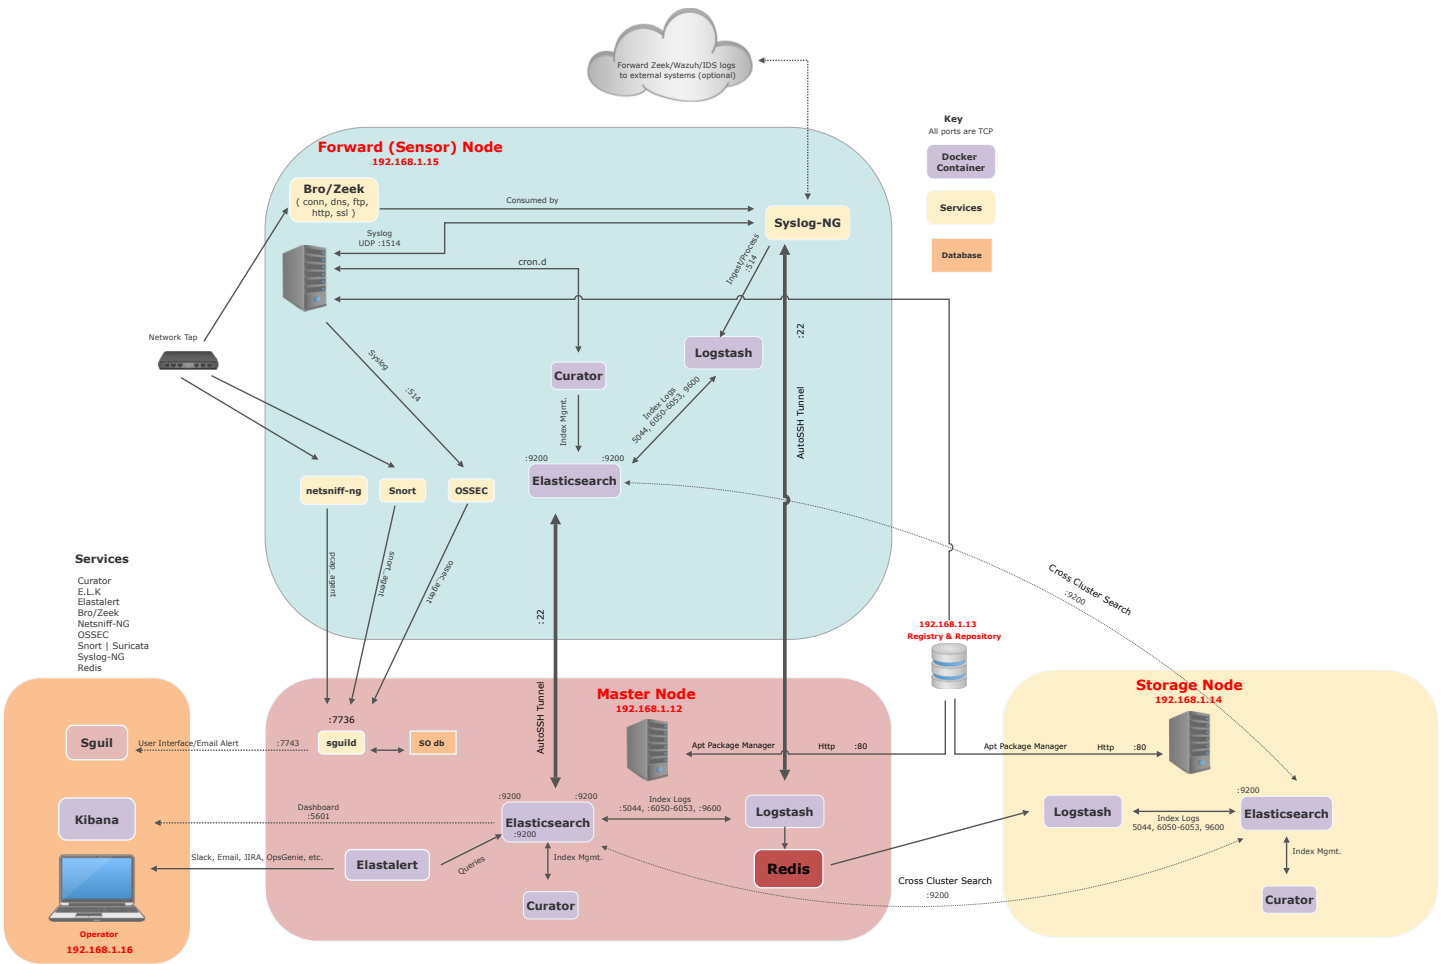 Forward Zeek/Wazuh/IDS logs
to external systems (optional)
Key
All ports are TCP
Docker
Container
Services
Database
Forward (Sensor) Node
192.168.1.15
Bro/Zeek
( conn, dns, ftp,
http, ssl )
Consumed by
Syslog-NG
Syslog
UDP :1514
cron.d
Ingest/Process
:514
:22
AutoSSH Tunnel
Network Tap
Syslog
:514
Logstash
Curator
Index Logs
5044, 6050-6053, 9600
Index Mgmt.
:9200
:9200
Elasticsearch
netsniff-ng
Snort
OSSEC
pcap_agent
snort_agent
ossec_agent
:22
AutoSSH Tunnel
Cross Cluster Search
:9200
Services
Curator
E.L.K
Elastalert
Bro/Zeek
Netsniff-NG
OSSEC
Snort | Suricata
Syslog-NG
Redis
192.168.1.13
Registry & Repository
Master Node
192.168.1.12
Storage Node
192.168.1.14
:7736
sguild
SO db
Sguil
User Interface/Email Alert
:7743
Apt Package Manager
Http
:80
Apt Package Manager
Http
:80
Kibana
Dashboard
:5601
:9200
:9200
Elasticsearch
:9200
Index Logs
:5044, :6050-6053, :9600
Logstash
Redis
Logstash
Index Logs
5044, 6050-6053, 9600
:9200
Elasticsearch
Index Mgmt.
Curator
Slack, Email, JIRA, OpsGenie, etc.
Elastalert
Queries
Index Mgmt.
Curator
Cross Cluster Search
:9200
Operator
192.168.1.16